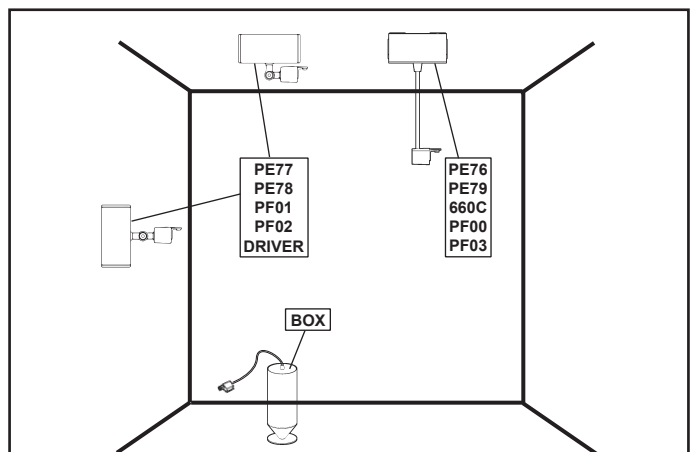 PE77
PE78
PF01
PF02
DRIVER
PE76
PE79
660C
PF00
PF03
BOX